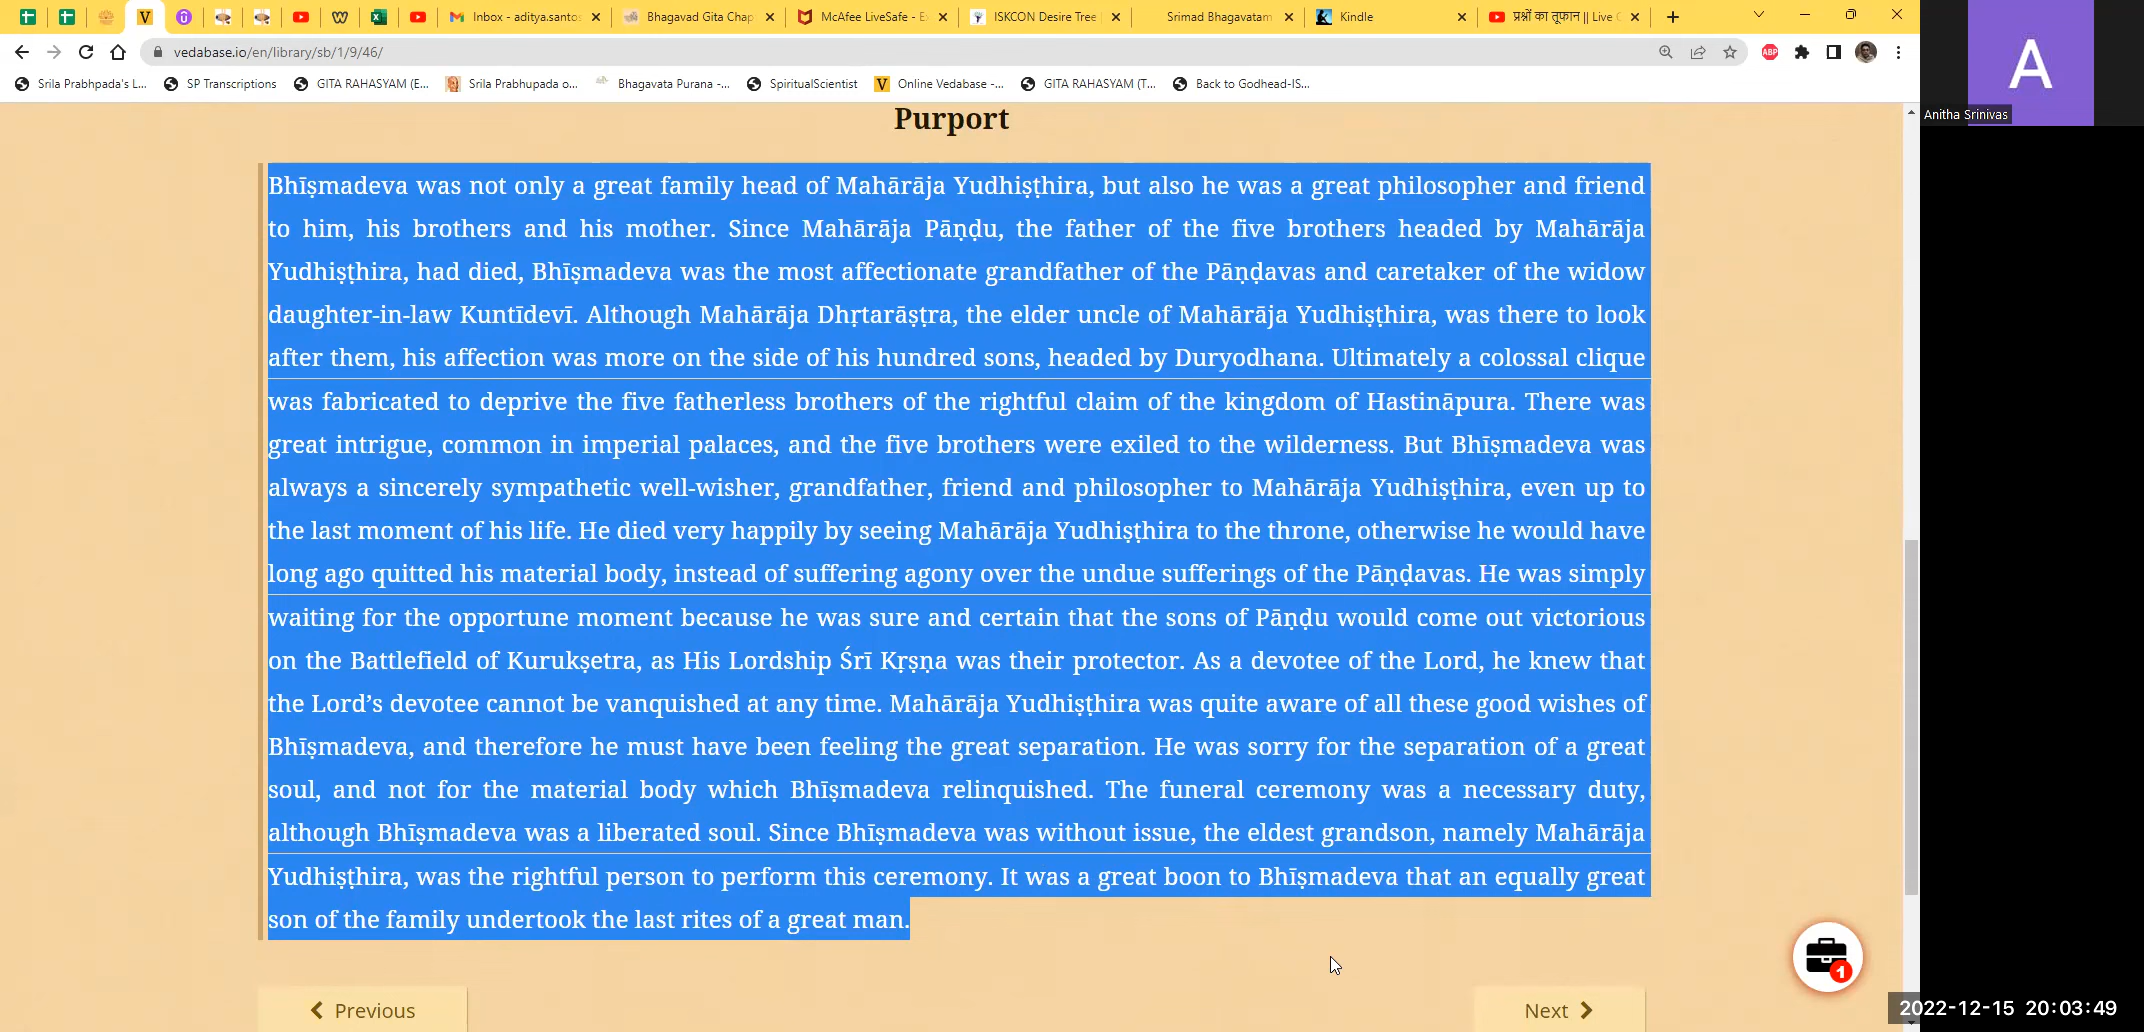 Inbox - aditya.santos
Bhagavad Gita Chap
McAfee LiveSafe - E
ISKCON Desire Tree
Srimad Bhagavatam
Kindle
प्रश्नों का तूफान || Live
vedabase.io/en/library/sb/1/9/46/
ABP
Srila Prabhpada's L...
SP Transcriptions
GITA RAHASYAM (E...
Srila Prabhupada o...
Bhagavata Purana -...
SpiritualScientist
Online Vedabase -...
GITA RAHASYAM (T...
Back to Godhead-IS...
A
Anitha Srinivas
Purport
Bhīṣmadeva was not only a great family head of Mahārāja Yudhiṣṭhira, but also he was a great philosopher and friend
to him, his brothers and his mother. Since Mahārāja Pāṇḍu, the father of the five brothers headed by Mahārāja
Yudhiṣṭhira, had died, Bhīṣmadeva was the most affectionate grandfather of the Pāṇḍavas and caretaker of the widow
daughter-in-law Kuntīdevī. Although Mahārāja Dhṛtarāṣṭra, the elder uncle of Mahārāja Yudhiṣṭhira, was there to look
after them, his affection was more on the side of his hundred sons, headed by Duryodhana. Ultimately a colossal clique
was fabricated to deprive the five fatherless brothers of the rightful claim of the kingdom of Hastināpura. There was
great intrigue, common in imperial palaces, and the five brothers were exiled to the wilderness. But Bhīṣmadeva was
always a sincerely sympathetic well-wisher, grandfather, friend and philosopher to Mahārāja Yudhiṣṭhira, even up to
the last moment of his life. He died very happily by seeing Mahārāja Yudhiṣṭhira to the throne, otherwise he would have
long ago quitted his material body, instead of suffering agony over the undue sufferings of the Pāṇḍavas. He was simply
waiting for the opportune moment because he was sure and certain that the sons of Pāṇḍu would come out victorious
on the Battlefield of Kurukṣetra, as His Lordship Śrī Kṛṣṇa was their protector. As a devotee of the Lord, he knew that
the Lord's devotee cannot be vanquished at any time. Mahārāja Yudhiṣṭhira was quite aware of all these good wishes of
Bhīṣmadeva, and therefore he must have been feeling the great separation. He was sorry for the separation of a great
soul, and not for the material body which Bhīṣmadeva relinquished. The funeral ceremony was a necessary duty,
although Bhīṣmadeva was a liberated soul. Since Bhīṣmadeva was without issue, the eldest grandson, namely Mahārāja
Yudhiṣṭhira, was the rightful person to perform this ceremony. It was a great boon to Bhīṣmadeva that an equally great
son of the family undertook the last rites of a great man.
1
Previous
Next
2022-12-15 20:03:49